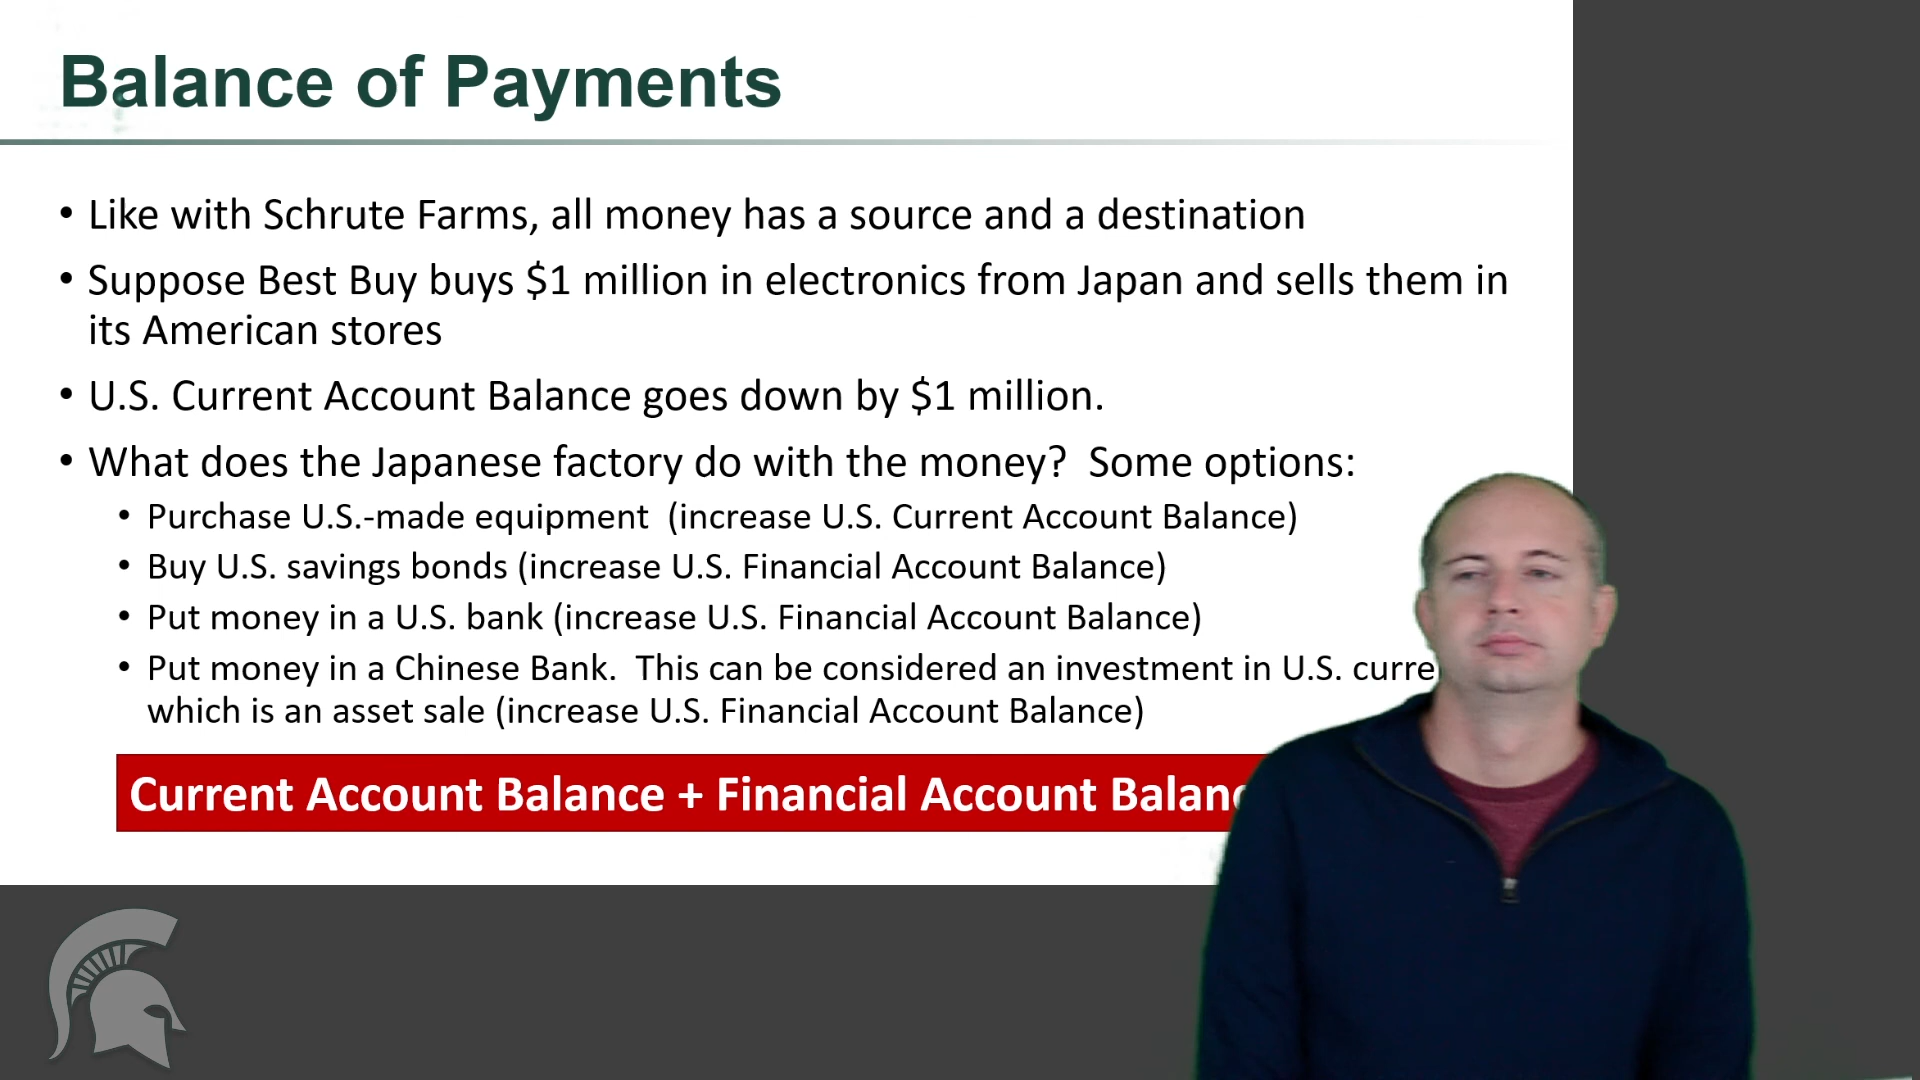 Balance of Payments
• Like with Schrute Farms, all money has a source and a destination
• Suppose Best Buy buys $1 million in electronics from Japan and sells them in
its American stores
• U.S. Current Account Balance goes down by $1 million.
• What does the Japanese factory do with the money?  Some options:
• Purchase U.S.-made equipment  (increase U.S. Current Account Balance)
• Buy U.S. savings bonds (increase U.S. Financial Account Balance)
• Put money in a U.S. bank (increase U.S. Financial Account Balance)
• Put money in a Chinese Bank.  This can be considered an investment in U.S.
which is an asset sale (increase U.S. Financial Account Balance)
Current Account Balance + Financial Account